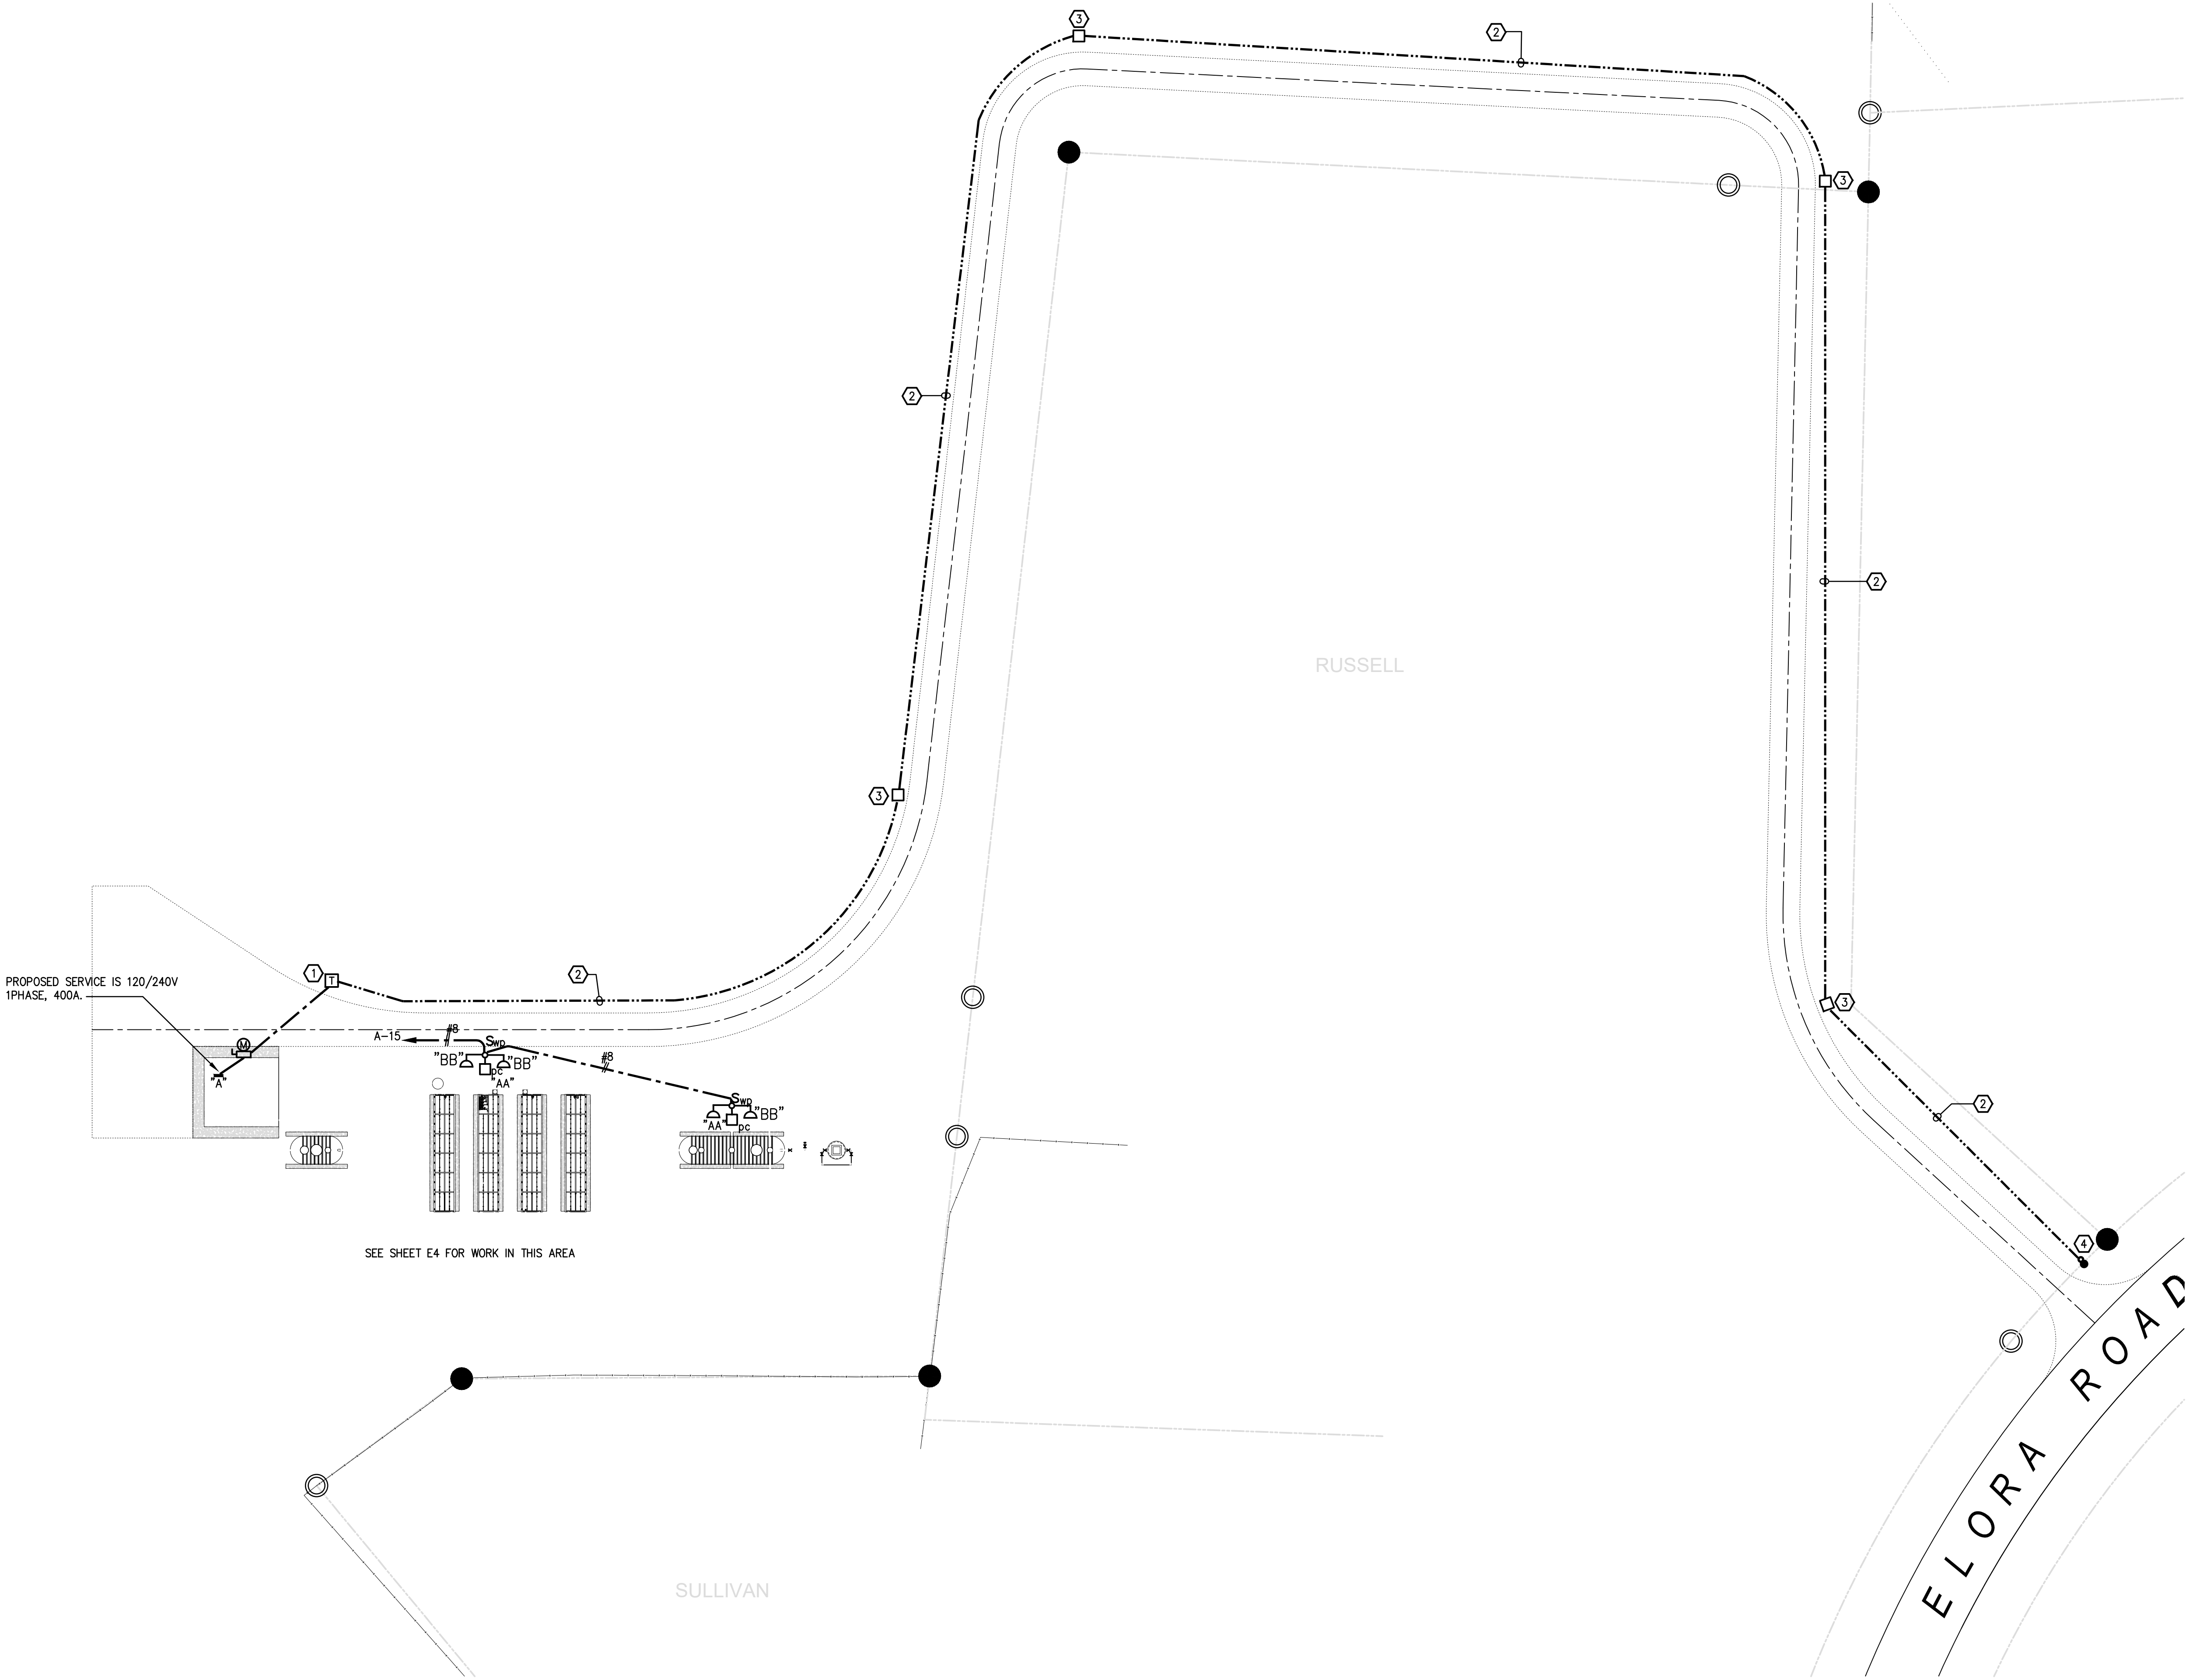 3
2
3
2
RUSSELL
2
3
PROPOSED SERVICE IS 120/240V
1PHASE, 400A.
1
T
2
3
A-15
#8
Swp
M
"A"
"BB"
"BB"
pc
"AA"
#8
Swp
"BB"
"AA"
pc
2
4
SEE SHEET E4 FOR WORK IN THIS AREA
ELORA ROAD
SULLIVAN